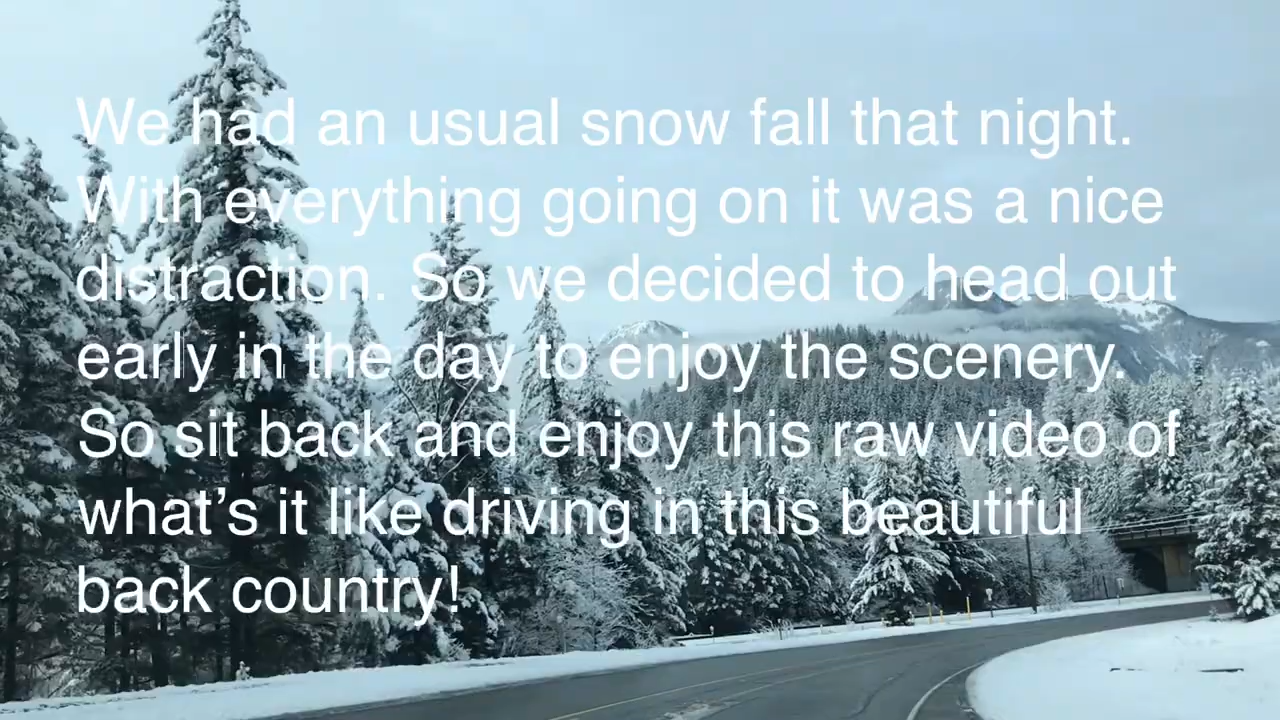 We had an usual snow fall that night.
With everything going on it was a nice
distraction. So we decided to head out
early in the day to enjoy the scenery.
So sit back and enjoy this raw video of
what’s it like driving in this beautiful
back country!